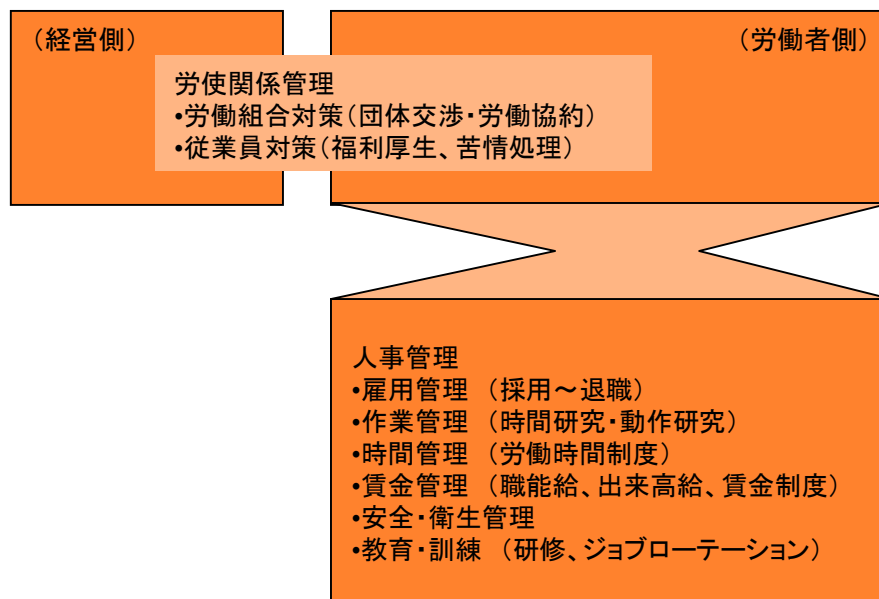 （経営側）
（労働者側）
労使関係管理
•労働組合対策（団体交渉・労働協約）
•従業員対策（福利厚生、苦情処理）
人事管理
•雇用管理　（採用～退職）
•作業管理　（時間研究・動作研究）
•時間管理　（労働時間制度）
•賃金管理　（職能給、出来高給、賃金制度）
•安全・衛生管理
•教育・訓練　（研修、ジョブローテーション）